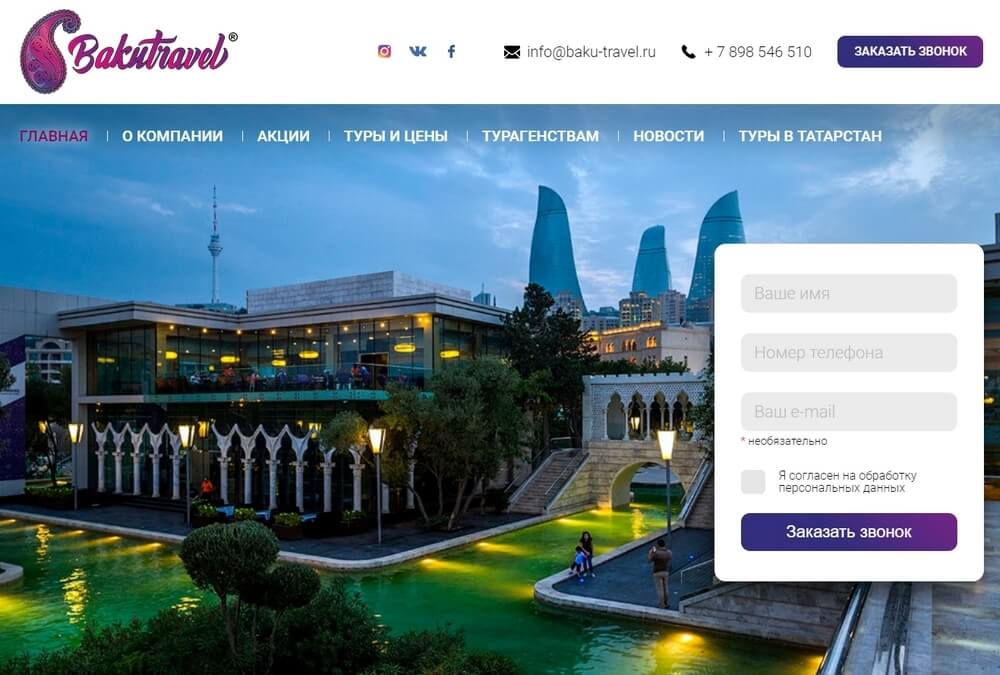 Bakutravel®
info@baku-travel.ru
+ 7 898 546 510
ЗАКАЗАТЬ ЗВОНОК
ГЛАВНАЯ
О КОМПАНИИ
АКЦИИ
ТУРЫ И ЦЕНЫ
ТУРАГЕНСТВАМ
НОВОСТИ
ТУРЫ В ТАТАРСТАН
Ваше имя
Номер телефона
Ваш e-mail
* необязательно
Я согласен на обработку
персональных данных
Заказать звонок